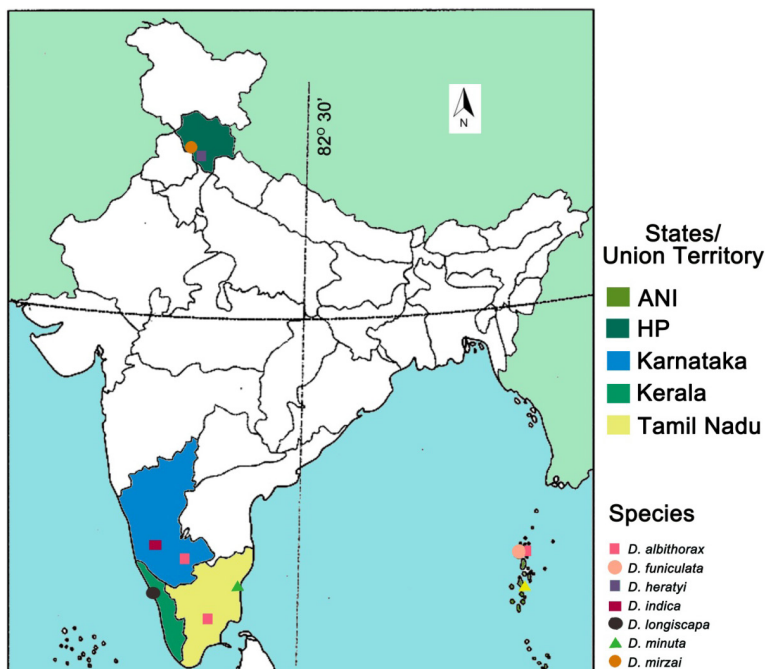 N
82° 30'
States/
Union Territory
ANI
HP
Karnataka
Kerala
Tamil Nadu
Species
D. albithorax
D. funiculata
D. heratyi
D. indica
D. longiscapa
D. minuta
D. mirzai